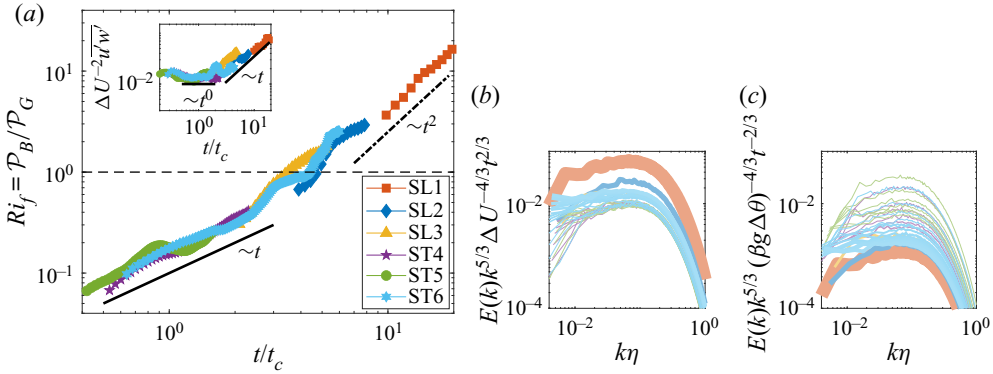 (a)
Ri_f = 𝒫_B/𝒫_G
10^1
10^0
10^{-1}
10^0
10^1
t/t_c
~t
~t^2
ΔU^{-2} \overline{u'w'}
10^{-2}
~t^0
~t
10^0
10^1
t/t_c
SL1
SL2
SL3
ST4
ST5
ST6
(b)
E(k)k^{5/3} ΔU^{-4/3}t^{2/3}
10^{-2}
10^{-4}
10^{-2}
10^0
kη
(c)
E(k)k^{5/3} (βg Δθ)^{-4/3}t^{-2/3}
10^{-2}
10^{-4}
10^{-2}
10^0
kη